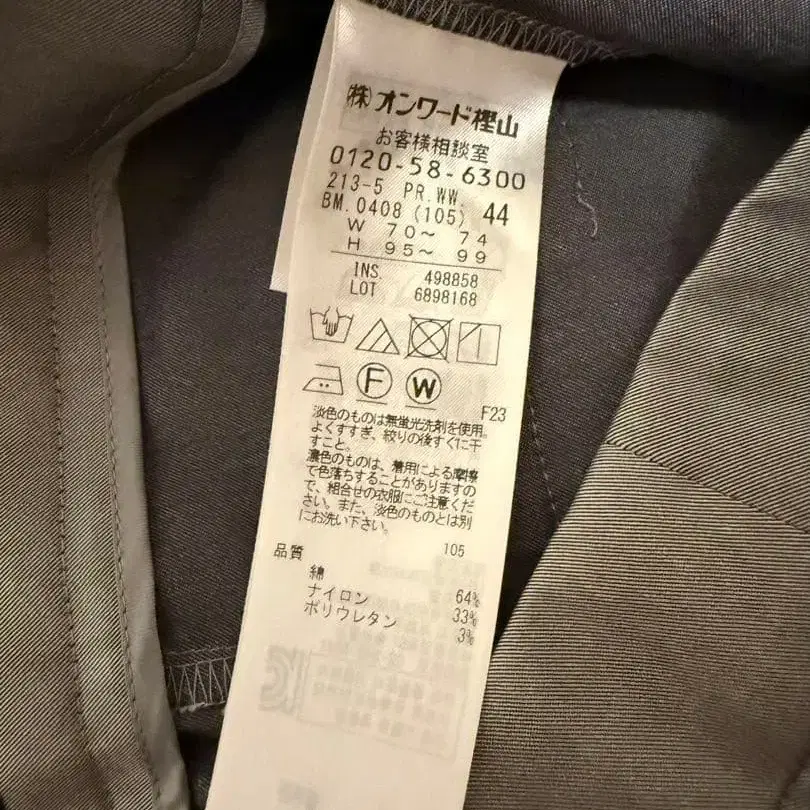 (株)オンワード樫山
お客様相談室
0120-58-6300
213-5 PR.WW.
BM.0408 (105) 44
W 70〜 74
H 95〜 99
INS. 498858
LOT 6898168
F W
F23
淡色のものは無蛍光洗剤を使用。
よくすすぎ、絞りの後すぐに干
すこと。
濃色のものは、着用による摩擦
で色落ちすることがありますの
で、組合せの衣服にご注意くだ
さい。また、淡色のものとは別
にお洗い下さい。
品質 105
綿 64%
ナイロン 33%
ポリウレタン 3%